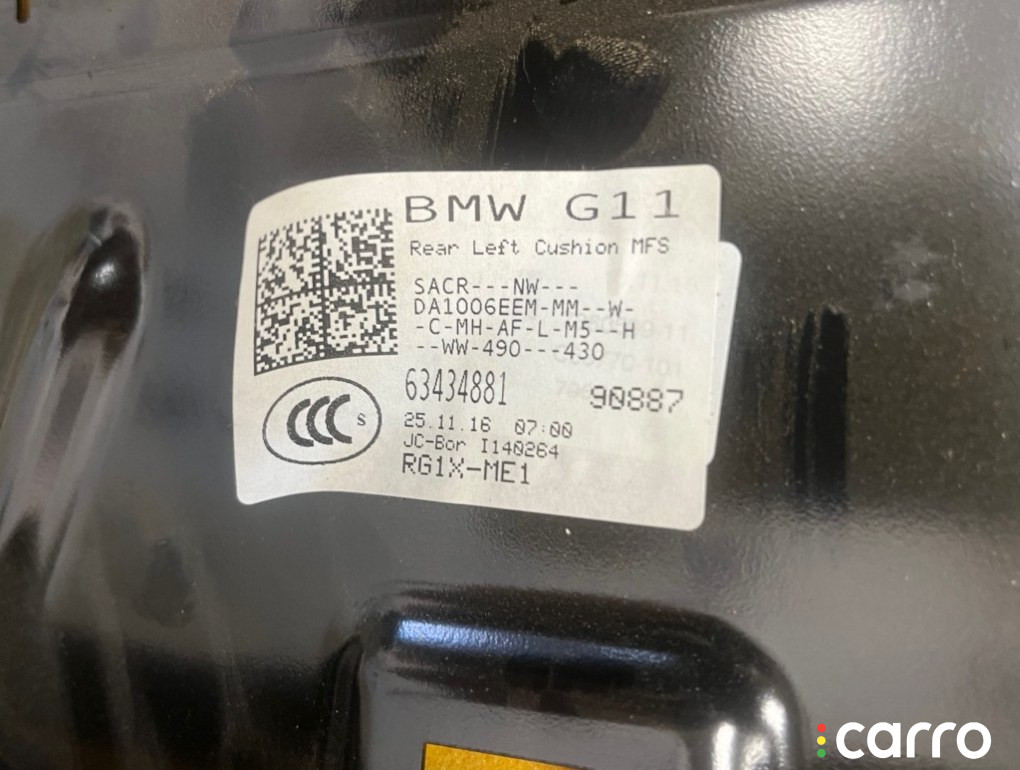 BMW G11
Rear Left Cushion MFS
SACR---NW---
DA1006EEM-MM--W-
-C-MH-AF-L-M5--H
--WW-490---430
63434881 90887
CCC S
25.11.16 07:00
JC-Bor I140264
RG1X-ME1
carro